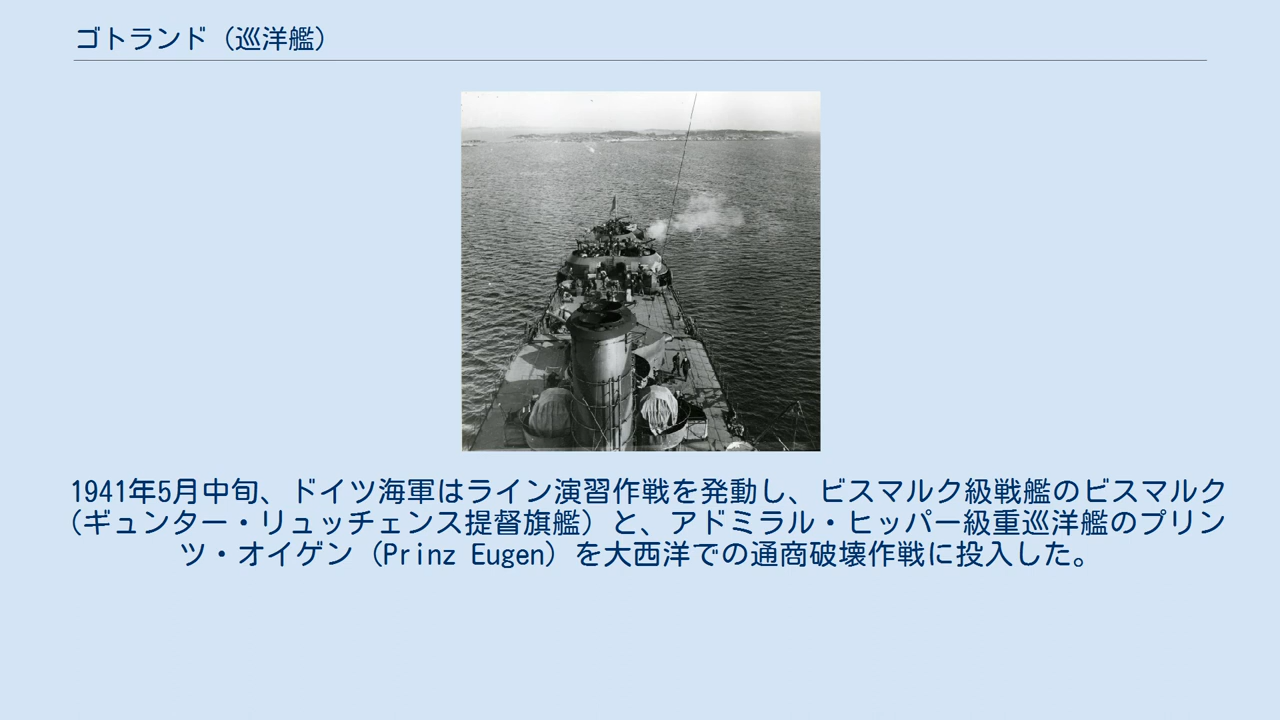 ゴトランド（巡洋艦）
1941年5月中旬、ドイツ海軍はライン演習作戦を発動し、ビスマルク級戦艦のビスマルク
（ギュンター・リュッチェンス提督旗艦）と、アドミラル・ヒッパー級重巡洋艦のプリン
ツ・オイゲン（Prinz Eugen）を大西洋での通商破壊作戦に投入した。